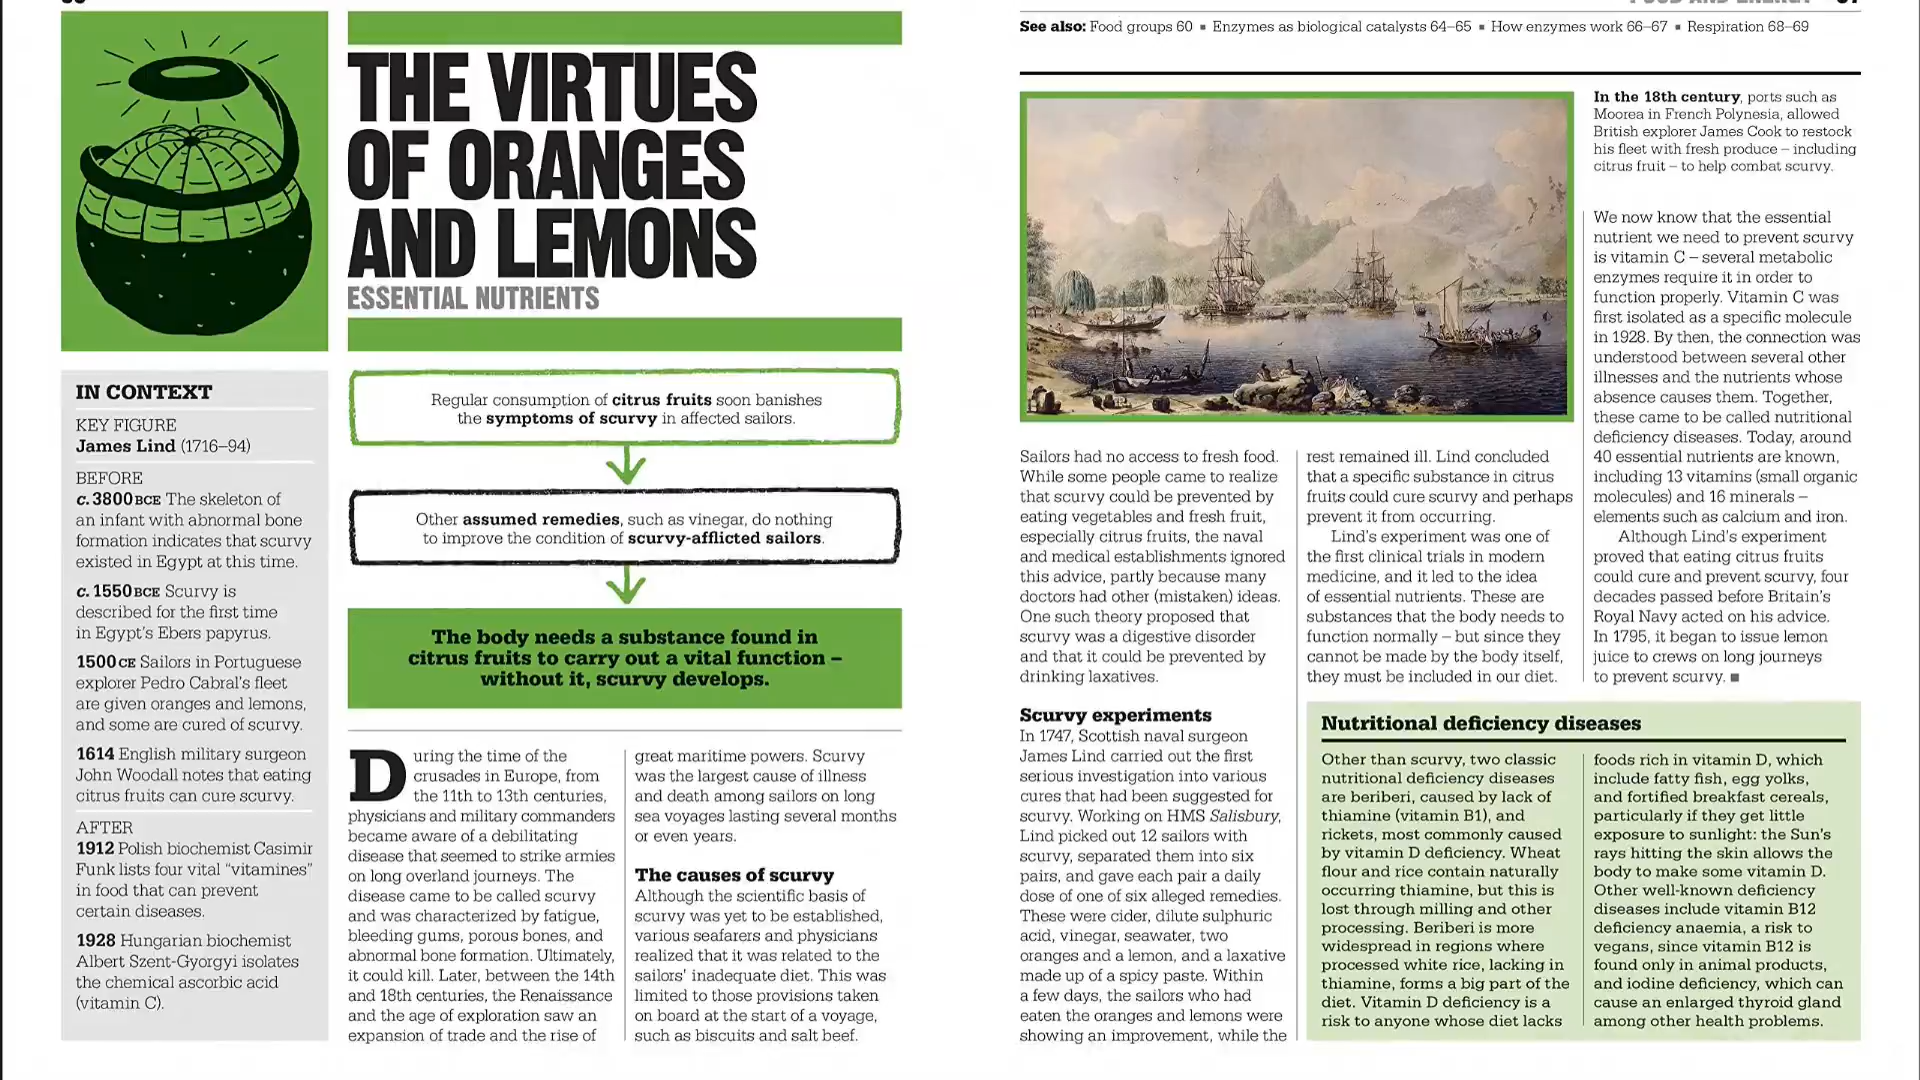 THE VIRTUES
OF ORANGES
AND LEMONS
ESSENTIAL NUTRIENTS
IN CONTEXT
KEY FIGURE
James Lind (1716–94)
BEFORE
c. 3800 BCE The skeleton of
an infant with abnormal bone
formation indicates that scurvy
existed in Egypt at this time.
c. 1550 BCE Scurvy is
described for the first time
in Egypt's Ebers papyrus.
1500 CE Sailors in Portuguese
explorer Pedro Cabral's fleet
are given oranges and lemons,
and some are cured of scurvy.
1614 English military surgeon
John Woodall notes that eating
citrus fruits can cure scurvy.
AFTER
1912 Polish biochemist Casimir
Funk lists four vital “vitamines”
in food that can prevent
certain diseases.
1928 Hungarian biochemist
Albert Szent-Gyorgyi isolates
the chemical ascorbic acid
(vitamin C).
Regular consumption of citrus fruits soon banishes
the symptoms of scurvy in affected sailors.
Other assumed remedies, such as vinegar, do nothing
to improve the condition of scurvy-afflicted sailors.
The body needs a substance found in
citrus fruits to carry out a vital function –
without it, scurvy develops.
During the time of the
crusades in Europe, from
the 11th to 13th centuries,
physicians and military commanders
became aware of a debilitating
disease that seemed to strike armies
on long overland journeys. The
disease came to be called scurvy
and was characterized by fatigue,
bleeding gums, porous bones, and
abnormal bone formation. Ultimately,
it could kill. Later, between the 14th
and 18th centuries, the Renaissance
and the age of exploration saw an
expansion of trade and the rise of
great maritime powers. Scurvy
was the largest cause of illness
and death among sailors on long
sea voyages lasting several months
or even years.
The causes of scurvy
Although the scientific basis of
scurvy was yet to be established,
various seafarers and physicians
realized that it was related to the
sailors' inadequate diet. This was
limited to those provisions taken
on board at the start of a voyage,
such as biscuits and salt beef.
See also: Food groups 60 ■ Enzymes as biological catalysts 64–65 ■ How enzymes work 66–67 ■ Respiration 68–69
In the 18th century, ports such as
Moorea in French Polynesia, allowed
British explorer James Cook to restock
his fleet with fresh produce – including
citrus fruit – to help combat scurvy.
Sailors had no access to fresh food.
While some people came to realize
that scurvy could be prevented by
eating vegetables and fresh fruit,
especially citrus fruits, the naval
and medical establishments ignored
this advice, partly because many
doctors had other (mistaken) ideas.
One such theory proposed that
scurvy was a digestive disorder
and that it could be prevented by
drinking laxatives.
Scurvy experiments
In 1747, Scottish naval surgeon
James Lind carried out the first
serious investigation into various
cures that had been suggested for
scurvy. Working on HMS Salisbury,
Lind picked out 12 sailors with
scurvy, separated them into six
pairs, and gave each pair a daily
dose of one of six alleged remedies.
These were cider, dilute sulphuric
acid, vinegar, seawater, two
oranges and a lemon, and a laxative
made up of a spicy paste. Within
a few days, the sailors who had
eaten the oranges and lemons were
showing an improvement, while the
rest remained ill. Lind concluded
that a specific substance in citrus
fruits could cure scurvy and perhaps
prevent it from occurring.
Lind's experiment was one of
the first clinical trials in modern
medicine, and it led to the idea
of essential nutrients. These are
substances that the body needs to
function normally – but since they
cannot be made by the body itself,
they must be included in our diet.
We now know that the essential
nutrient we need to prevent scurvy
is vitamin C – several metabolic
enzymes require it in order to
function properly. Vitamin C was
first isolated as a specific molecule
in 1928. By then, the connection was
understood between several other
illnesses and the nutrients whose
absence causes them. Together,
these came to be called nutritional
deficiency diseases. Today, around
40 essential nutrients are known,
including 13 vitamins (small organic
molecules) and 16 minerals –
elements such as calcium and iron.
Although Lind's experiment
proved that eating citrus fruits
could cure and prevent scurvy, four
decades passed before Britain's
Royal Navy acted on his advice.
In 1795, it began to issue lemon
juice to crews on long journeys
to prevent scurvy. ■
Nutritional deficiency diseases
Other than scurvy, two classic
nutritional deficiency diseases
are beriberi, caused by lack of
thiamine (vitamin B1), and
rickets, most commonly caused
by vitamin D deficiency. Wheat
flour and rice contain naturally
occurring thiamine, but this is
lost through milling and other
processing. Beriberi is more
widespread in regions where
processed white rice, lacking in
thiamine, forms a big part of the
diet. Vitamin D deficiency is a
risk to anyone whose diet lacks
foods rich in vitamin D, which
include fatty fish, egg yolks,
and fortified breakfast cereals,
particularly if they get little
exposure to sunlight: the Sun's
rays hitting the skin allows the
body to make some vitamin D.
Other well-known deficiency
diseases include vitamin B12
deficiency anaemia, a risk to
vegans, since vitamin B12 is
found only in animal products,
and iodine deficiency, which can
cause an enlarged thyroid gland
among other health problems.